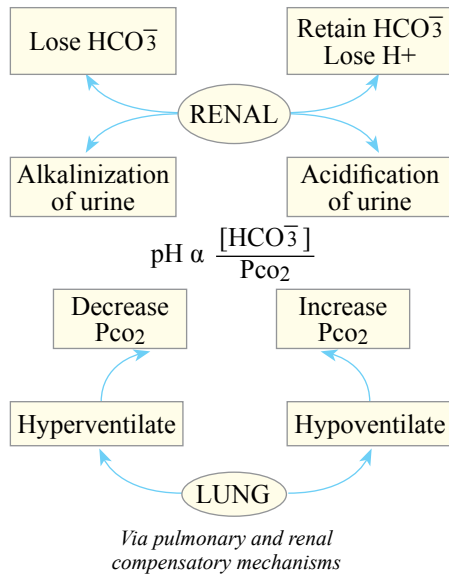 Lose HCO3̅
Retain HCO3̅
Lose H+
RENAL
Alkalinization
of urine
Acidification
of urine
pH α [HCO3̅] / Pco₂
Decrease
Pco₂
Increase
Pco₂
Hyperventilate
Hypoventilate
LUNG
Via pulmonary and renal
compensatory mechanisms